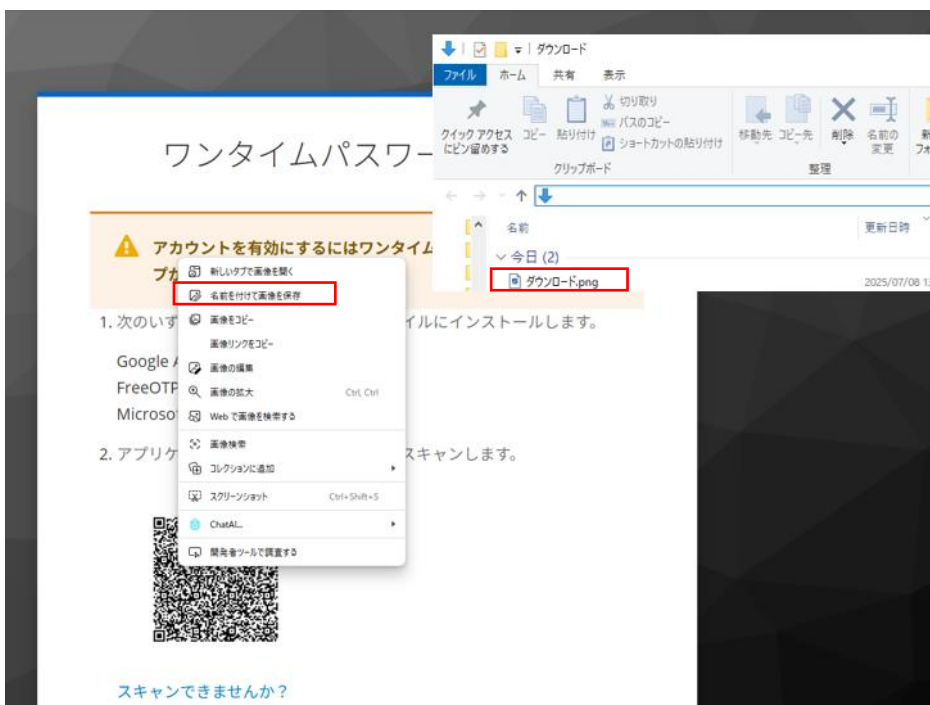 ダウンロード
ファイル ホーム 共有 表示
クイック アクセス
にピン留めする
コピー
貼り付け
切り取り
パスのコピー
ショートカットの貼り付け
クリップボード
移動先
コピー先
削除
名前の
変更
整理
名前 更新日時
今日 (2)
ダウンロード.png 2025/07/08
ワンタイムパスワー
アカウントを有効にするにはワンタイム
1. 次のいず
イルにインストールします。
Google A
FreeOTP
Microso
2. アプリケ
スキャンします。
新しいタブで画像を開く
名前を付けて画像を保存
画像をコピー
画像リンクをコピー
画像の編集
画像の拡大 Ctrl, Ctrl
Web で画像を検索する
画像検索
コレクションに追加
スクリーンショット Ctrl+Shift+S
ChatAI...
開発者ツールで調査する
スキャンできませんか？